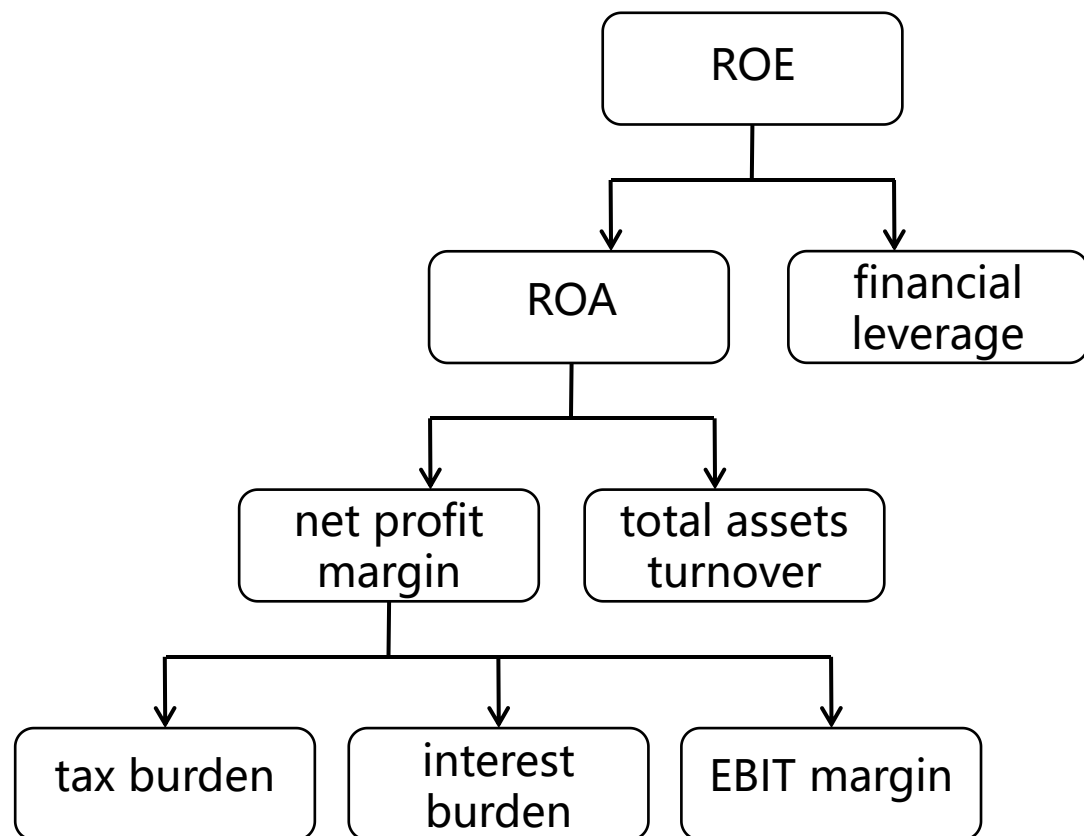 ROE
ROA
financial
leverage
net profit
margin
total assets
turnover
tax burden
interest
burden
EBIT margin